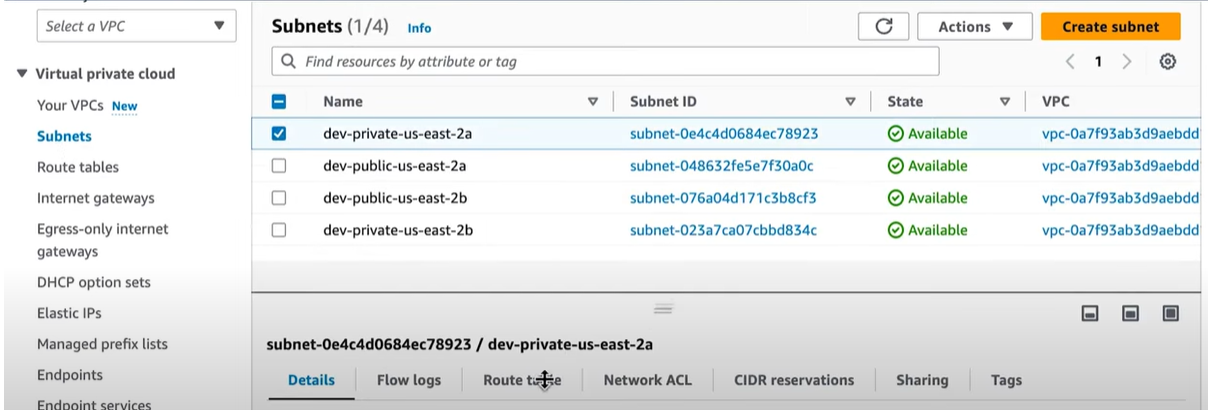 Select a VPC
Subnets (1/4) Info
Actions
Create subnet
Find resources by attribute or tag
1
Virtual private cloud
Your VPCs New
Subnets
Route tables
Internet gateways
Egress-only internet
gateways
DHCP option sets
Elastic IPs
Managed prefix lists
Endpoints
Endpoint services
Name Subnet ID State VPC
dev-private-us-east-2a subnet-0e4c4d0684ec78923 Available vpc-0a7f93ab3d9aebdd
dev-public-us-east-2a subnet-048632fe5e7f30a0c Available vpc-0a7f93ab3d9aebdd
dev-public-us-east-2b subnet-076a04d171c3b8cf3 Available vpc-0a7f93ab3d9aebdd
dev-private-us-east-2b subnet-023a7ca07cbbd834c Available vpc-0a7f93ab3d9aebdd
subnet-0e4c4d0684ec78923 / dev-private-us-east-2a
Details Flow logs Route table Network ACL CIDR reservations Sharing Tags